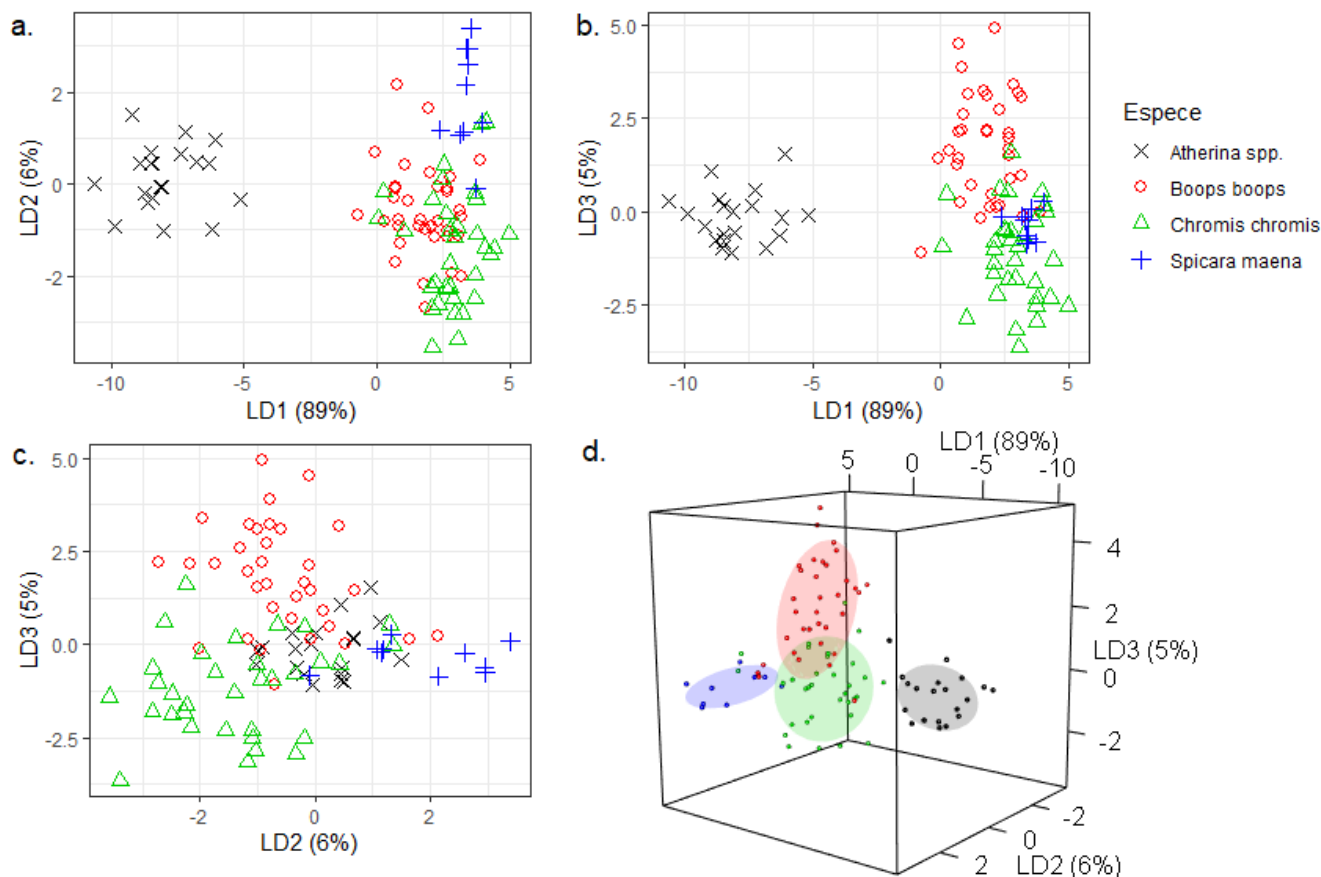 a.
2
0
-2
LD2 (6%)
-10
-5
0
5
LD1 (89%)
b.
5.0
2.5
0.0
-2.5
LD3 (5%)
-10
-5
0
5
LD1 (89%)
Espece
Atherina spp.
Boops boops
Chromis chromis
Spicara maena
c.
5.0
2.5
0.0
-2.5
LD3 (5%)
-2
0
2
LD2 (6%)
d.
LD1 (89%)
5
0
-5
-10
4
2
LD3 (5%)
0
-2
-2
0
2
LD2 (6%)